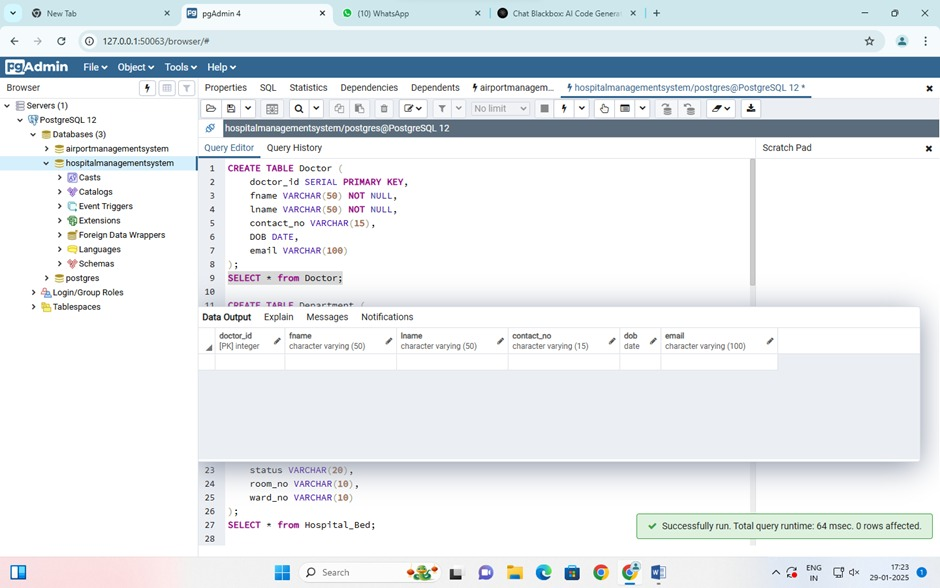 New Tab
pgAdmin 4
(10) WhatsApp
Chat Blackbox: AI Code Generat
127.0.0.1:50063/browser/#
pgAdmin File Object Tools Help
Browser
Properties SQL Statistics Dependencies Dependents airportmanagem... hospitalmanagementsystem/postgres@PostgreSQL 12 *
Servers (1)
PostgreSQL 12
Databases (3)
airportmanagementsystem
hospitalmanagementsystem
Casts
Catalogs
Event Triggers
Extensions
Foreign Data Wrappers
Languages
Schemas
postgres
Login/Group Roles
Tablespaces
No limit
hospitalmanagementsystem/postgres@PostgreSQL 12
Query Editor Query History
Scratch Pad
1 CREATE TABLE Doctor (
2 doctor_id SERIAL PRIMARY KEY,
3 fname VARCHAR(50) NOT NULL,
4 lname VARCHAR(50) NOT NULL,
5 contact_no VARCHAR(15),
6 DOB DATE,
7 email VARCHAR(100)
8 );
9 SELECT * from Doctor;
10
11 CREATE TABLE Department (
Data Output Explain Messages Notifications
doctor_id fname lname contact_no dob email
[PK] integer character varying (50) character varying (50) character varying (15) date character varying (100)
23 status VARCHAR(20),
24 room_no VARCHAR(10),
25 ward_no VARCHAR(10)
26 );
27 SELECT * from Hospital_Bed;
28
Successfully run. Total query runtime: 64 msec. 0 rows affected.
Search
ENG
IN
17:23
29-01-2025
1